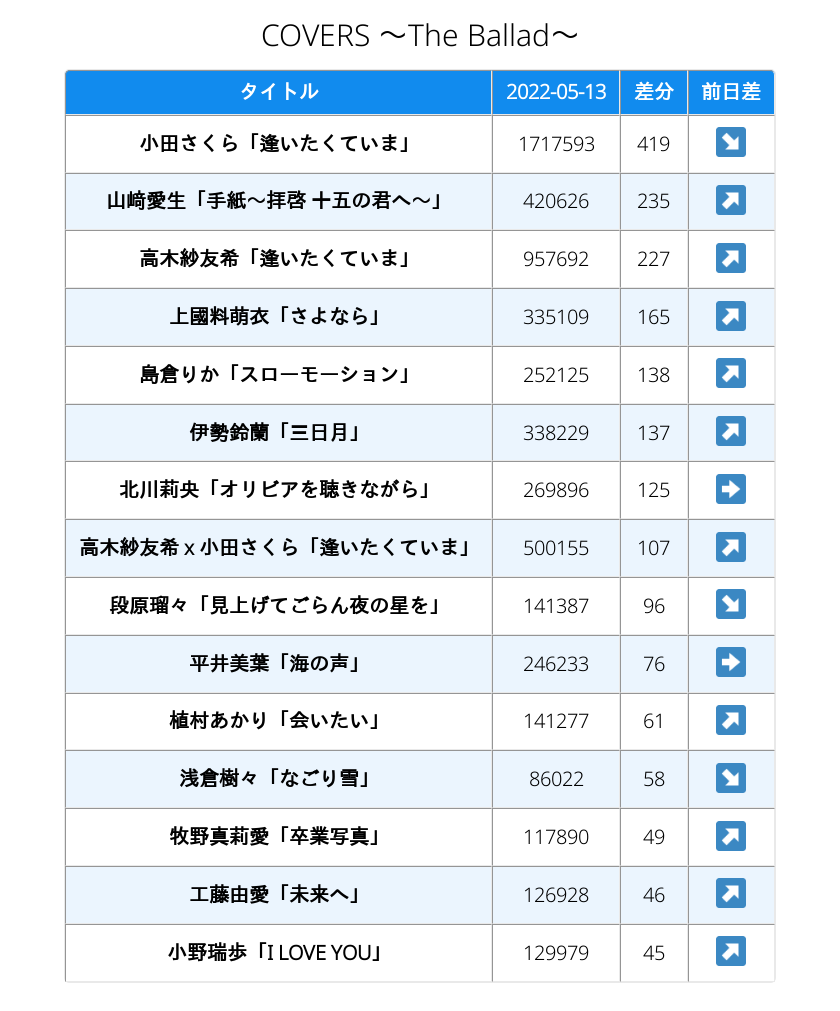 COVERS 〜The Ballad〜
タイトル 2022-05-13 差分 前日差
小田さくら「逢いたくていま」 1717593 419 ↘
山﨑愛生「手紙〜拝啓 十五の君へ〜」 420626 235 ↗
高木紗友希「逢いたくていま」 957692 227 ↗
上國料萌衣「さよなら」 335109 165 ↗
島倉りか「スローモーション」 252125 138 ↗
伊勢鈴蘭「三日月」 338229 137 ↗
北川莉央「オリビアを聴きながら」 269896 125 ➡
高木紗友希 x 小田さくら「逢いたくていま」 500155 107 ↗
段原瑠々「見上げてごらん夜の星を」 141387 96 ↘
平井美葉「海の声」 246233 76 ➡
植村あかり「会いたい」 141277 61 ↗
浅倉樹々「なごり雪」 86022 58 ↘
牧野真莉愛「卒業写真」 117890 49 ↗
工藤由愛「未来へ」 126928 46 ↗
小野瑞歩「I LOVE YOU」 129979 45 ↗